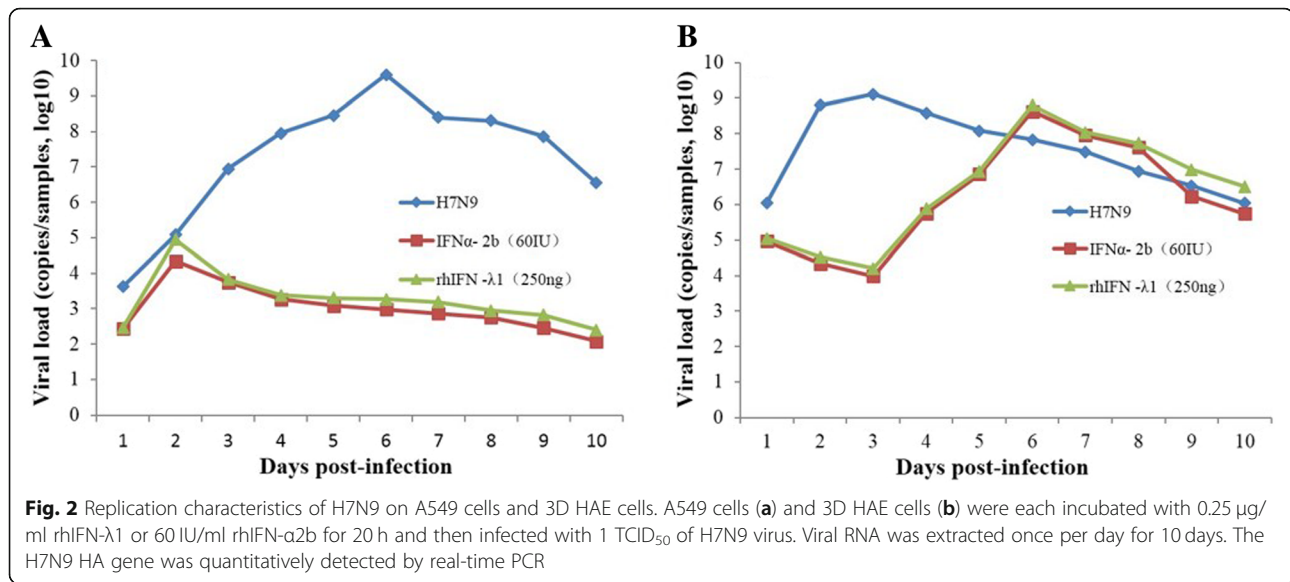 A
Viral load (copies/samples, log10)
10
9
8
7
6
5
4
3
2
1
0
H7N9
IFNα- 2b（60IU）
rhIFN -λ1（250ng）
1 2 3 4 5 6 7 8 9 10
Days post-infection
B
Viral load (copies/samples, log10)
10
9
8
7
6
5
4
3
2
1
0
H7N9
IFNα- 2b（60IU）
rhIFN -λ1（250ng）
1 2 3 4 5 6 7 8 9 10
Days post-infection
Fig. 2 Replication characteristics of H7N9 on A549 cells and 3D HAE cells. A549 cells (a) and 3D HAE cells (b) were each incubated with 0.25 μg/
ml rhIFN-λ1 or 60 IU/ml rhIFN-α2b for 20 h and then infected with 1 TCID₅₀ of H7N9 virus. Viral RNA was extracted once per day for 10 days. The
H7N9 HA gene was quantitatively detected by real-time PCR